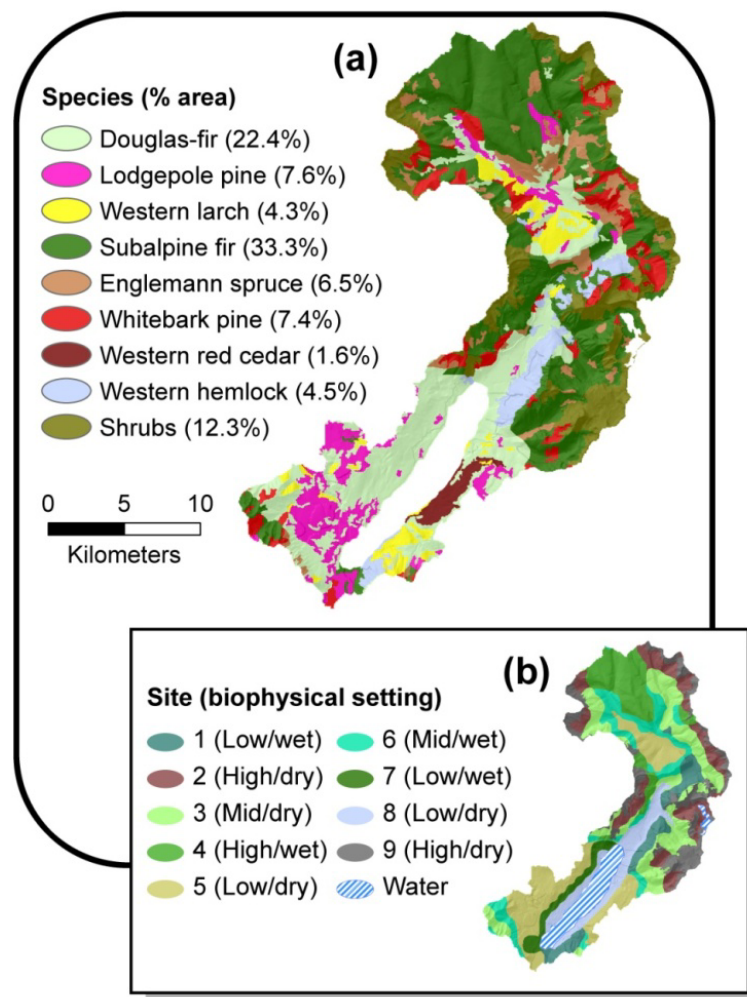 (a)
Species (% area)
Douglas-fir (22.4%)
Lodgepole pine (7.6%)
Western larch (4.3%)
Subalpine fir (33.3%)
Englemann spruce (6.5%)
Whitebark pine (7.4%)
Western red cedar (1.6%)
Western hemlock (4.5%)
Shrubs (12.3%)
0 5 10
Kilometers
(b)
Site (biophysical setting)
1 (Low/wet)
2 (High/dry)
3 (Mid/dry)
4 (High/wet)
5 (Low/dry)
6 (Mid/wet)
7 (Low/wet)
8 (Low/dry)
9 (High/dry)
Water